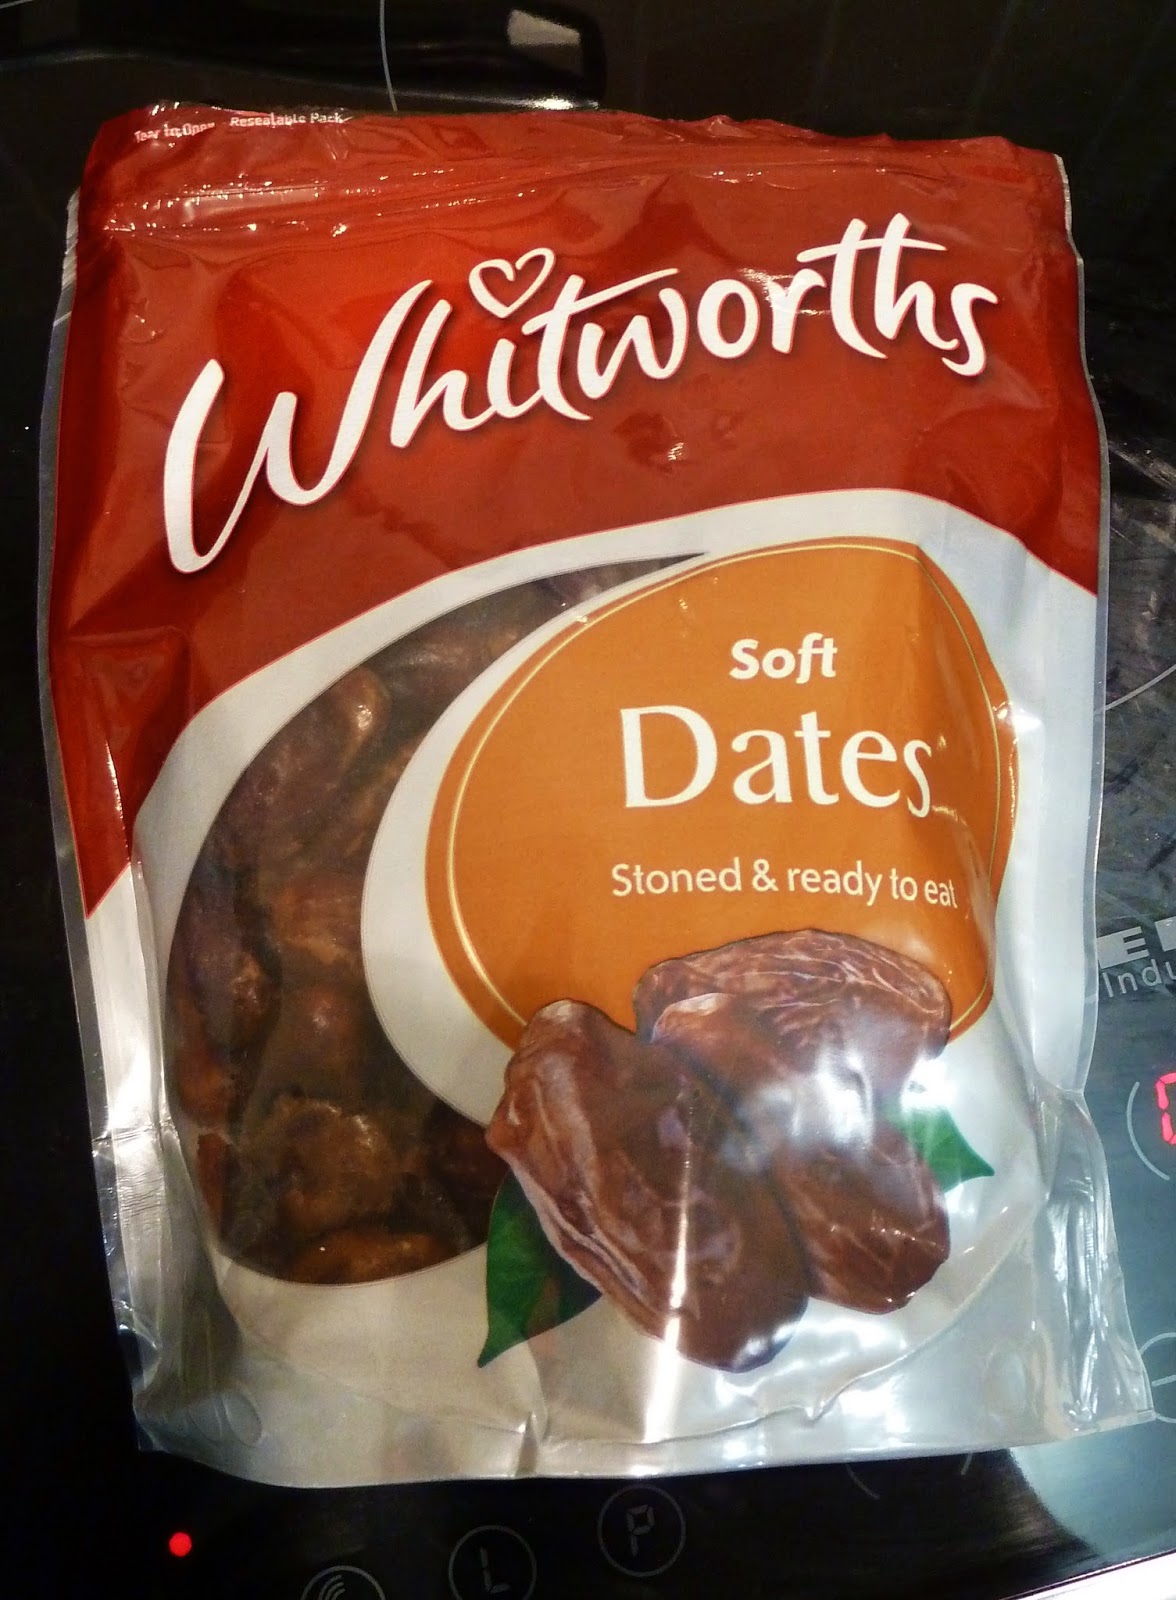 Tear to Open Resealable Pack
Whitworths
Soft
Dates
Stoned & ready to eat
L
P